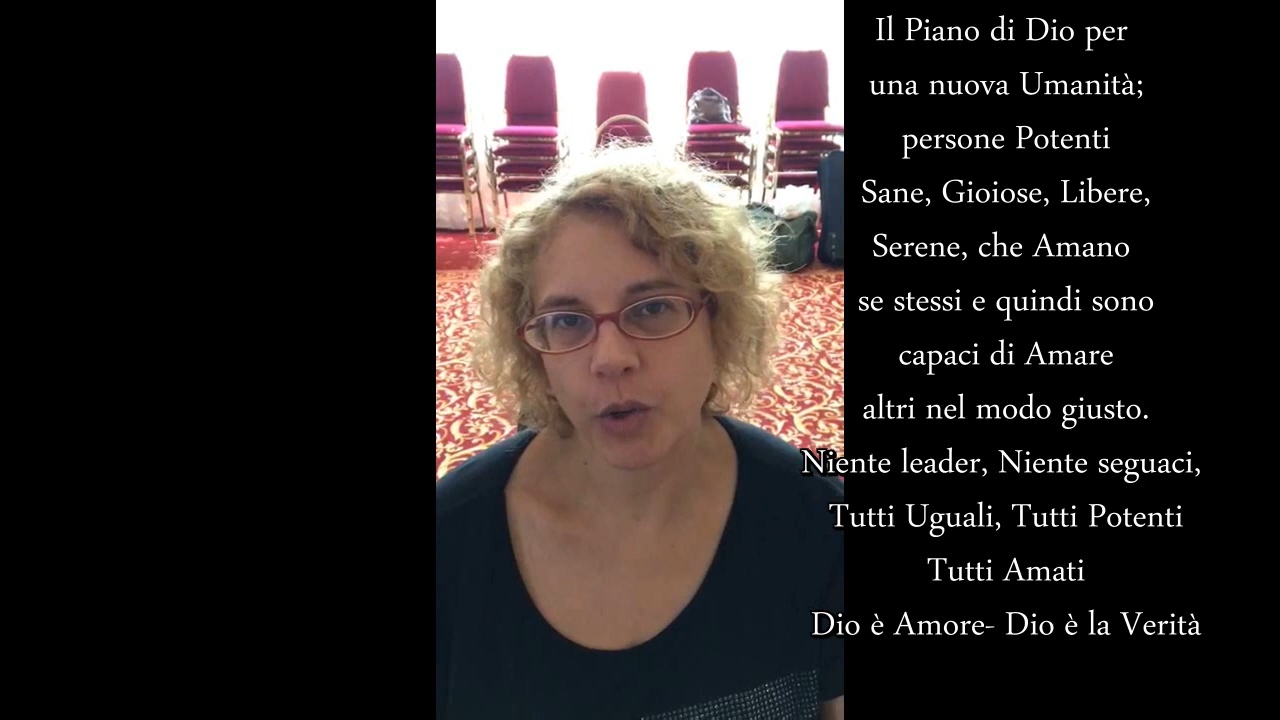 Il Piano di Dio per
una nuova Umanità;
persone Potenti
Sane, Gioiose, Libere,
Serene, che Amano
se stessi e quindi sono
capaci di Amare
altri nel modo giusto.
Niente leader, Niente seguaci,
Tutti Uguali, Tutti Potenti
Tutti Amati
Dio è Amore- Dio è la Verità